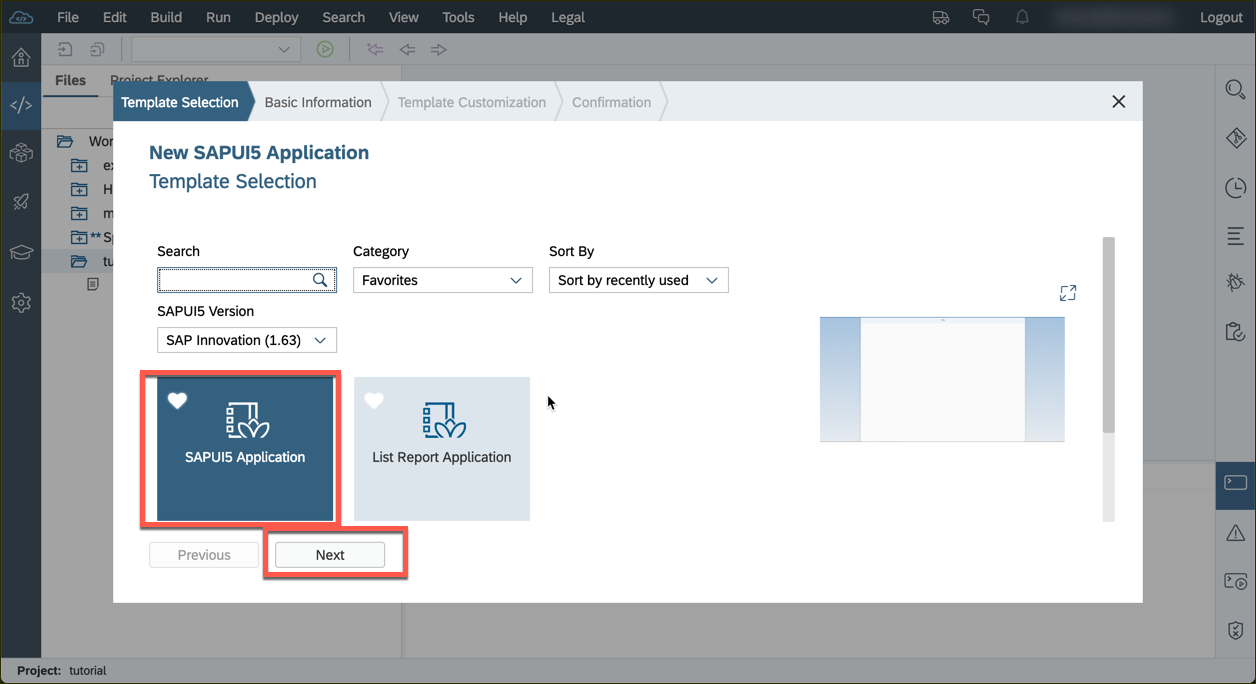 File Edit Build Run Deploy Search View Tools Help Legal Logout
Files Project Explorer
Template Selection Basic Information Template Customization Confirmation
New SAPUI5 Application
Template Selection
Search Category Sort By
Favorites Sort by recently used
SAPUI5 Version
SAP Innovation (1.63)
SAPUI5 Application List Report Application
Previous Next
Wor
ex
H
m
**Sp
tu
Project: tutorial